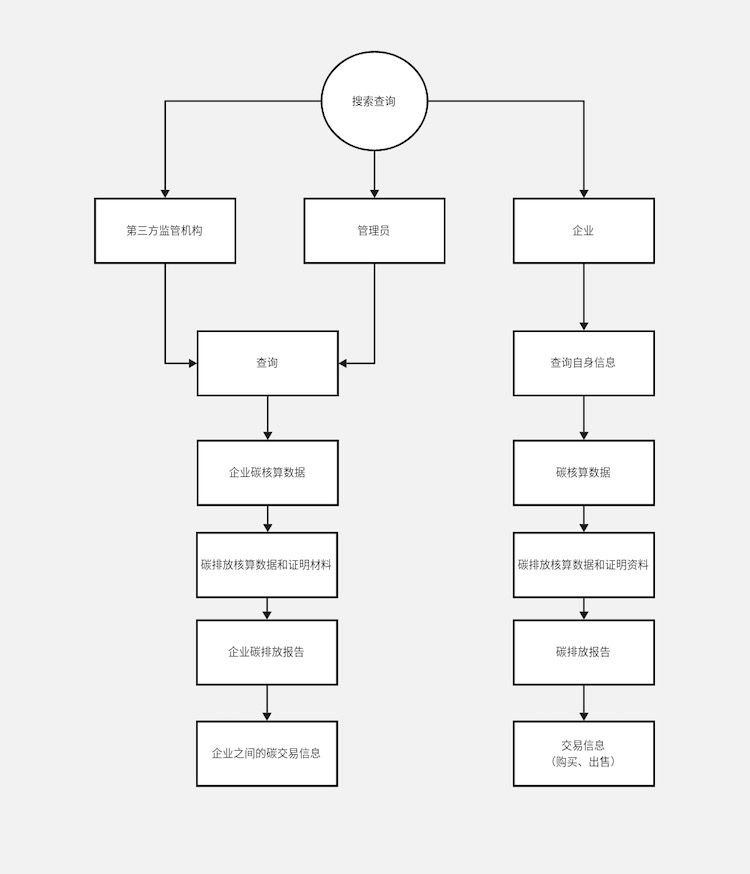 搜索查询
第三方监管机构
管理员
企业
查询
查询自身信息
企业碳核算数据
碳核算数据
碳排放核算数据和证明材料
碳排放核算数据和证明资料
企业碳排放报告
碳排放报告
企业之间的碳交易信息
交易信息
（购买、出售）